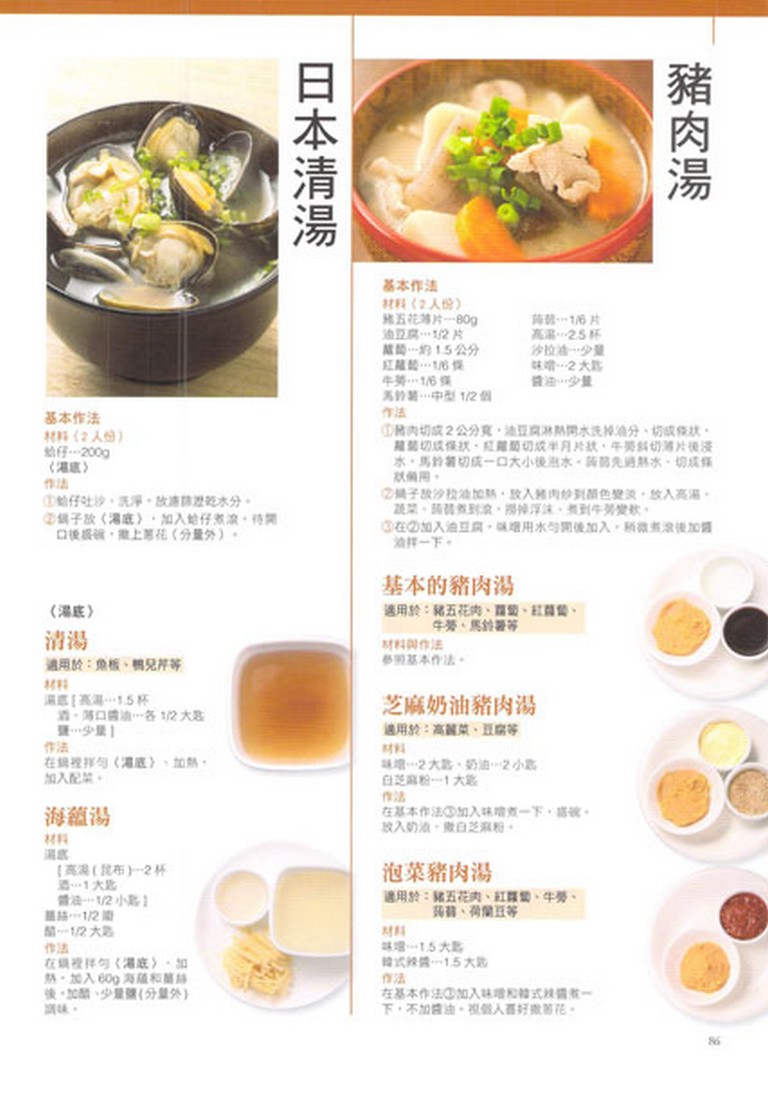 豬肉湯
基本作法
材料（2人份）
豬五花薄片…80g
油豆腐…1/2片
蘿蔔…約1.5公分
紅蘿蔔…1/6條
牛蒡…1/6條
馬鈴薯…中型1/2個
蒟蒻…1/6片
高湯…2.5杯
沙拉油…少量
味噌…2大匙
醬油…少量
作法
①豬肉切成2公分寬，油豆腐淋熱開水洗掉油分、切成條狀，
蘿蔔切成條狀，紅蘿蔔切成半月片狀，牛蒡斜切薄片後浸
水，馬鈴薯切成一口大小後泡水。蒟蒻先過熱水、切成條
狀備用。
②鍋子放沙拉油加熱，放入豬肉炒到顏色變淡，放入高湯、
蔬菜、蒟蒻煮到滾，撈掉浮沫，煮到牛蒡變軟。
③在②加入油豆腐，味噌用水勻開後加入，稍微煮滾後加醬
油拌一下。
基本的豬肉湯
適用於：豬五花肉、蘿蔔、紅蘿蔔、
牛蒡、馬鈴薯等
材料與作法
參照基本作法。
芝麻奶油豬肉湯
適用於：高麗菜、豆腐等
材料
味噌…2大匙、奶油…2小匙
白芝麻粉…1大匙
作法
在基本作法③加入味噌煮一下，盛碗。
放入奶油，撒白芝麻粉。
泡菜豬肉湯
適用於：豬五花肉、紅蘿蔔、牛蒡、
蒟蒻、荷蘭豆等
材料
味噌…1.5大匙
韓式辣醬…1.5大匙
作法
在基本作法③加入味噌和韓式辣醬煮一
下，不加醬油。視個人喜好撒蔥花。
日本清湯
基本作法
材料（2人份）
蛤仔…200g
〈湯底〉
作法
①蛤仔吐沙、洗淨，放濾篩瀝乾水分。
②鍋子放〈湯底〉，加入蛤仔煮滾，待開
口後盛碗，撒上蔥花（分量外）。
〈湯底〉
清湯
適用於：魚板、鴨兒芹等
材料
湯底[高湯…1.5杯
酒、薄口醬油…各1/2大匙
鹽…少量]
作法
在鍋裡拌勻〈湯底〉、加熱，
加入配菜。
海蘊湯
材料
湯底
[高湯(昆布)…2杯
酒…1大匙
醬油…1/2小匙]
薑絲…1/2瓣
醋…1/2大匙
作法
在鍋裡拌勻〈湯底〉，加
熱，加入60g海蘊和薑絲
後，加醋、少量鹽(分量外)
調味。
86